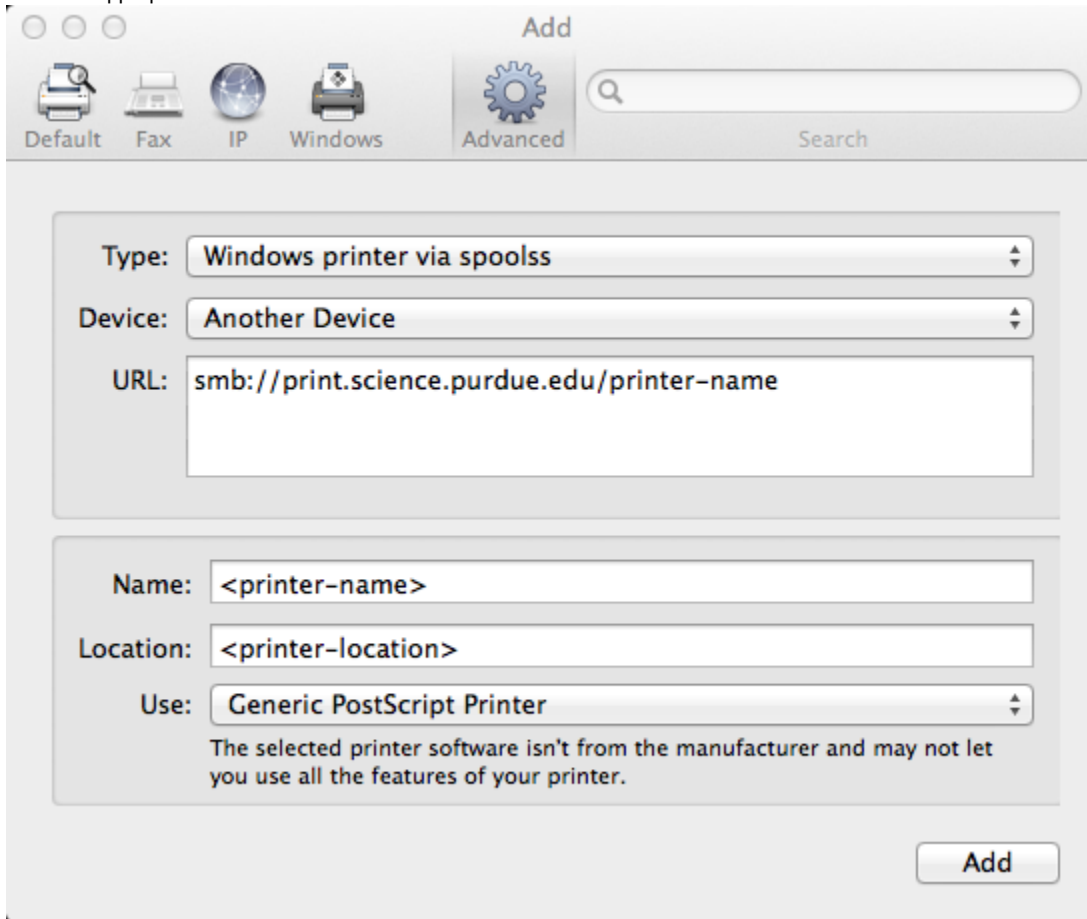 Add
Default Fax IP Windows Advanced Search
Type: Windows printer via spoolss
Device: Another Device
URL: smb://print.science.purdue.edu/printer-name
Name: <printer-name>
Location: <printer-location>
Use: Generic PostScript Printer
The selected printer software isn't from the manufacturer and may not let
you use all the features of your printer.
Add